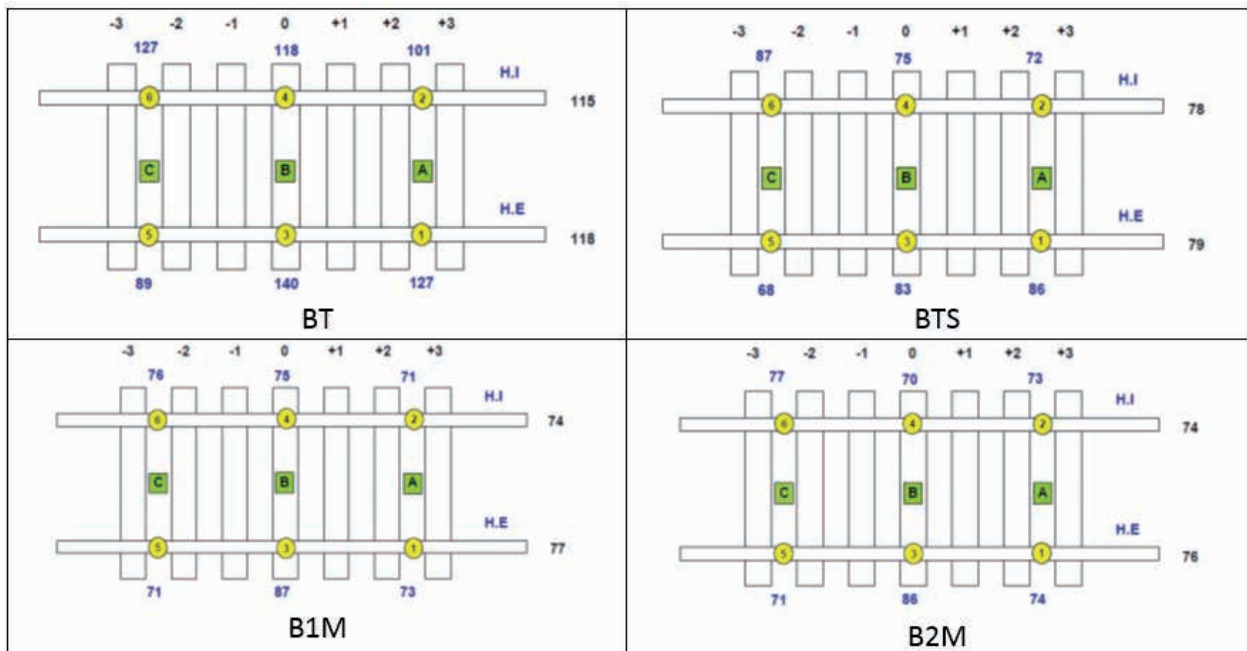 -3 -2 -1 0 +1 +2 +3
127 118 101
H.I
6 4 2 115
C B A
H.E
5 3 1 118
89 140 127
BT
-3 -2 -1 0 +1 +2 +3
87 75 72
H.I
6 4 2 78
C B A
H.E
5 3 1 79
68 83 86
BTS
-3 -2 -1 0 +1 +2 +3
76 75 71
H.I
6 4 2 74
C B A
H.E
5 3 1 77
71 87 73
B1M
-3 -2 -1 0 +1 +2 +3
77 70 73
H.I
6 4 2 74
C B A
H.E
5 3 1 76
71 86 74
B2M